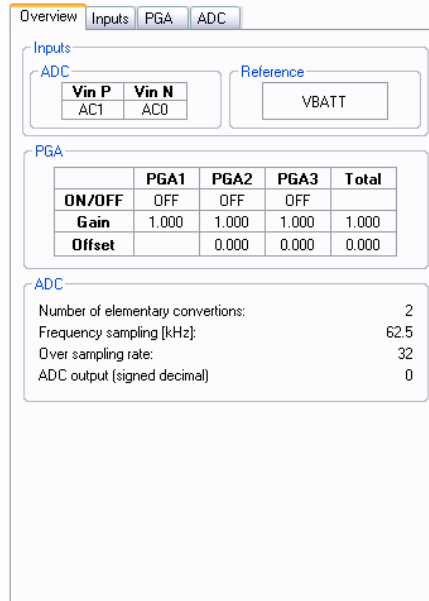 Overview Inputs PGA ADC
Inputs
ADC
Vin P Vin N
AC1 AC0
Reference
VBATT
PGA
PGA1 PGA2 PGA3 Total
ON/OFF OFF OFF OFF
Gain 1.000 1.000 1.000 1.000
Offset 0.000 0.000 0.000
ADC
Number of elementary convertions: 2
Frequency sampling [kHz]: 62.5
Over sampling rate: 32
ADC output (signed decimal) 0